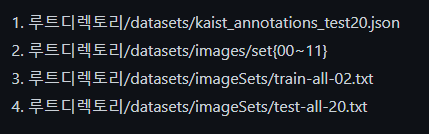 1. 루트디렉토리/datasets/kaist_annotations_test20.json
2. 루트디렉토리/datasets/images/set{00~11}
3. 루트디렉토리/datasets/imageSets/train-all-02.txt
4. 루트디렉토리/datasets/imageSets/test-all-20.txt